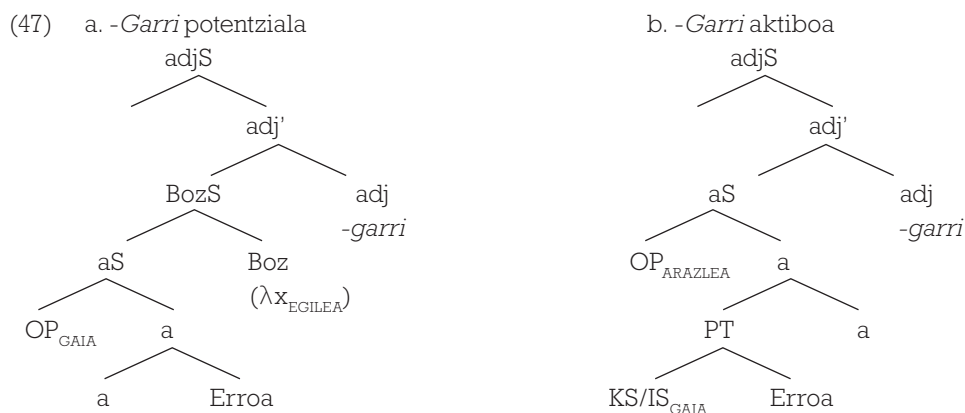 (47) a. -Garri potentziala b. -Garri aktiboa
adjS adjS
adj' adj'
BozS adj aS adj
-garri -garri
aS Boz OP_ARAZLEA a
(λx_EGILEA)
OP_GAIA a PT a
a Erroa KS/IS_GAIA Erroa